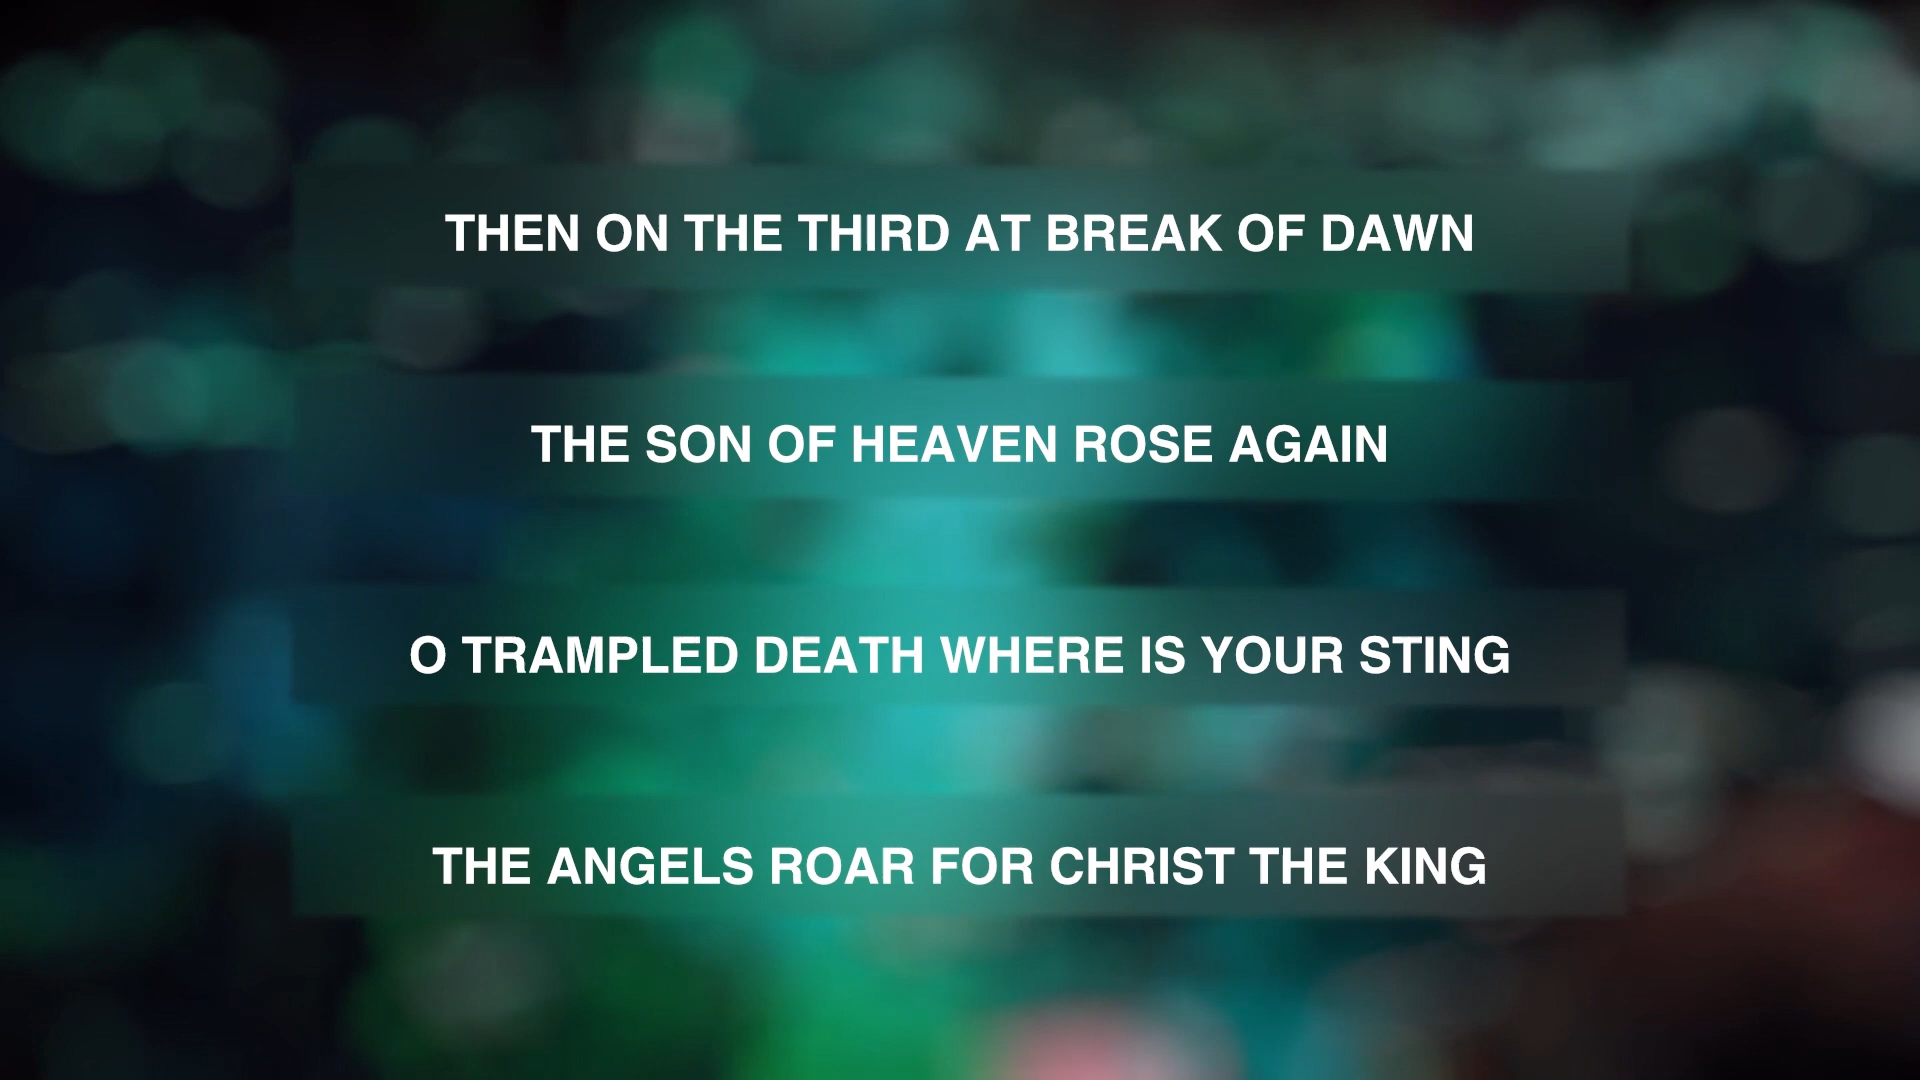 THEN ON THE THIRD AT BREAK OF DAWN
THE SON OF HEAVEN ROSE AGAIN
O TRAMPLED DEATH WHERE IS YOUR STING
THE ANGELS ROAR FOR CHRIST THE KING